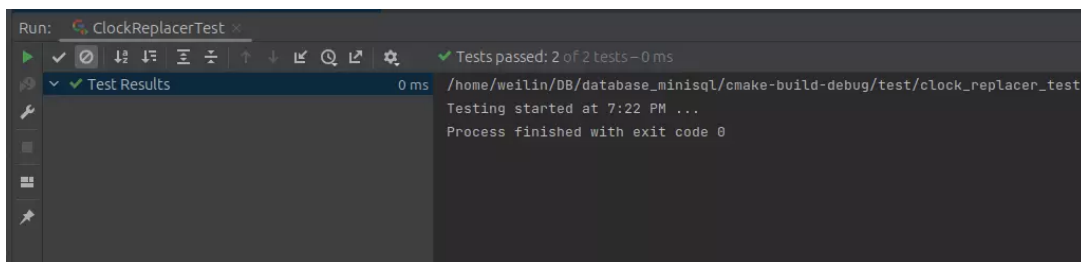 Run: ClockReplacerTest
Tests passed: 2 of 2 tests – 0 ms
Test Results 0 ms
/home/weilin/DB/database_minisql/cmake-build-debug/test/clock_replacer_test
Testing started at 7:22 PM ...
Process finished with exit code 0